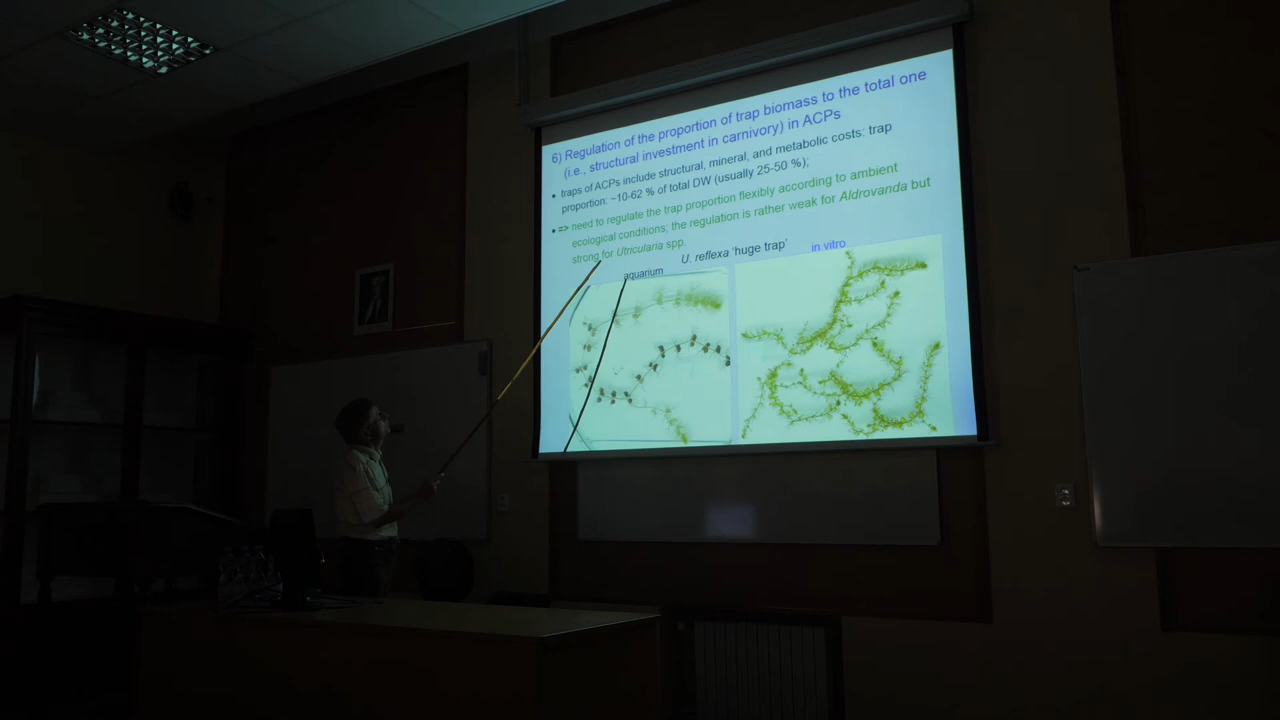 6) Regulation of the proportion of trap biomass to the total one
(i.e., structural investment in carnivory) in ACPs
• traps of ACPs include structural, mineral, and metabolic costs: trap
proportion: ~10-62 % of total DW (usually 25-50 %);
• => need to regulate the trap proportion flexibly according to ambient
ecological conditions; the regulation is rather weak for Aldrovanda but
strong for Utricularia spp.
aquarium U. reflexa ‘huge trap’ in vitro